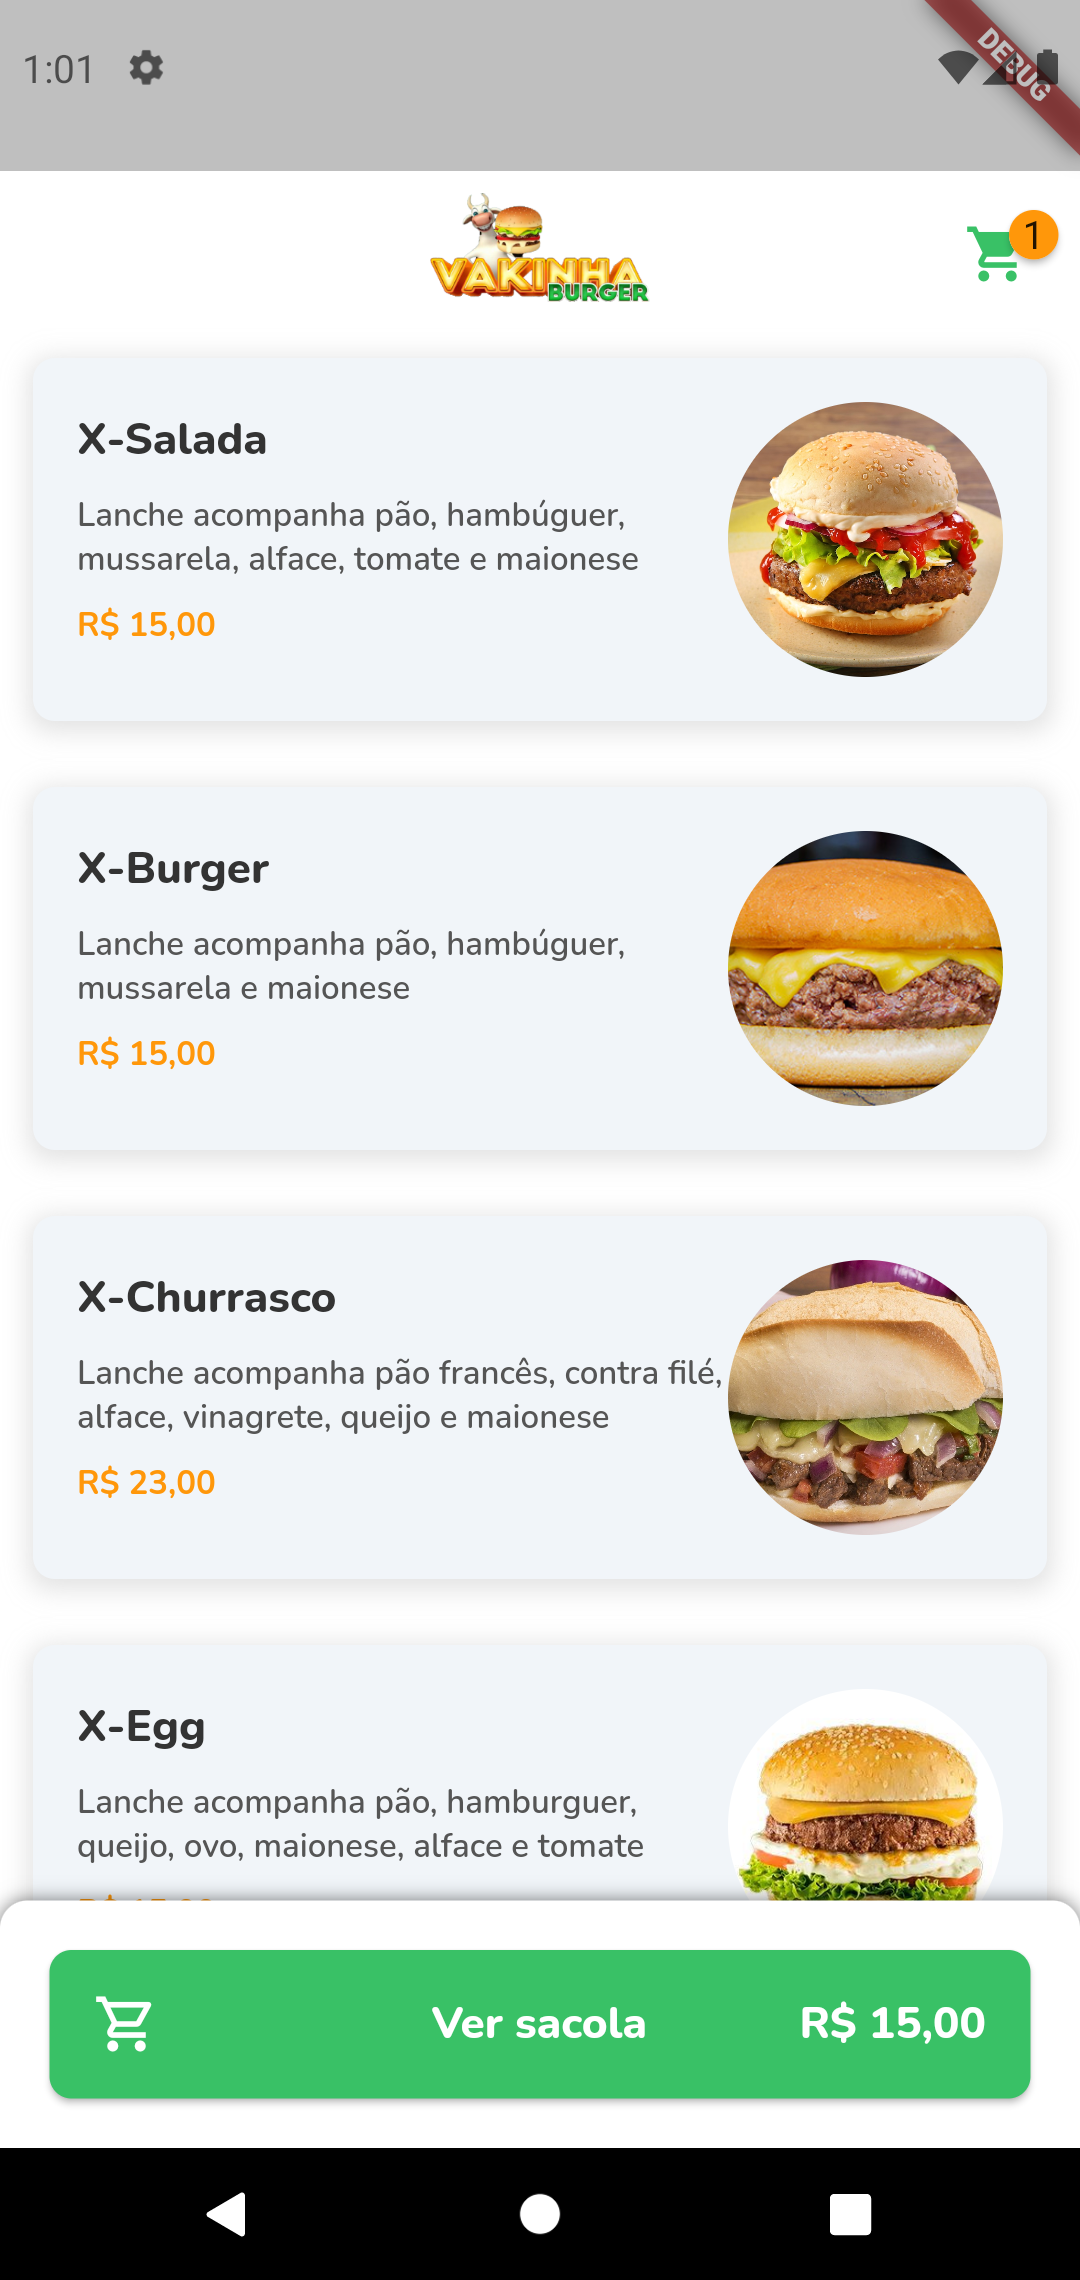 1:01
DEBUG
VAKINHA
BURGER
1
X-Salada
Lanche acompanha pão, hambúguer,
mussarela, alface, tomate e maionese
R$ 15,00
X-Burger
Lanche acompanha pão, hambúguer,
mussarela e maionese
R$ 15,00
X-Churrasco
Lanche acompanha pão francês, contra filé,
alface, vinagrete, queijo e maionese
R$ 23,00
X-Egg
Lanche acompanha pão, hamburguer,
queijo, ovo, maionese, alface e tomate
Ver sacola
R$ 15,00